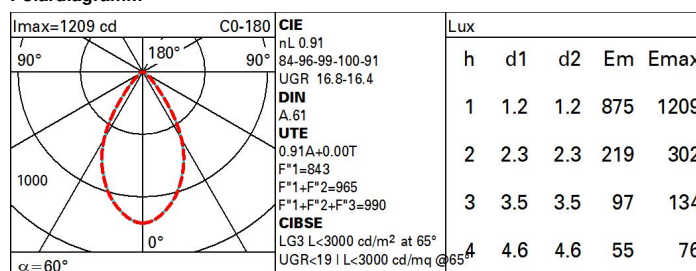 Imax=1209 cd C0-180
90° 180° 90°
1000
0°
α=60°
CIE
nL 0.91
84-96-99-100-91
UGR 16.8-16.4
DIN
A.61
UTE
0.91A+0.00T
F"1=843
F"1+F"2=965
F"1+F"2+F"3=990
CIBSE
LG3 L<3000 cd/m² at 65°
UGR<19 | L<3000 cd/mq @65°
Lux
h d1 d2 Em Emax
1 1.2 1.2 875 1209
2 2.3 2.3 219 302
3 3.5 3.5 97 134
4 4.6 4.6 55 76